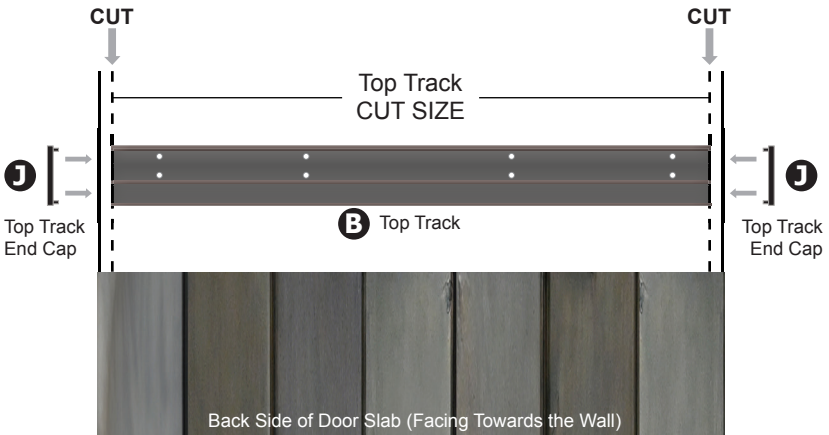 CUT
CUT
Top Track
CUT SIZE
J
J
Top Track
End Cap
B Top Track
Top Track
End Cap
Back Side of Door Slab (Facing Towards the Wall)